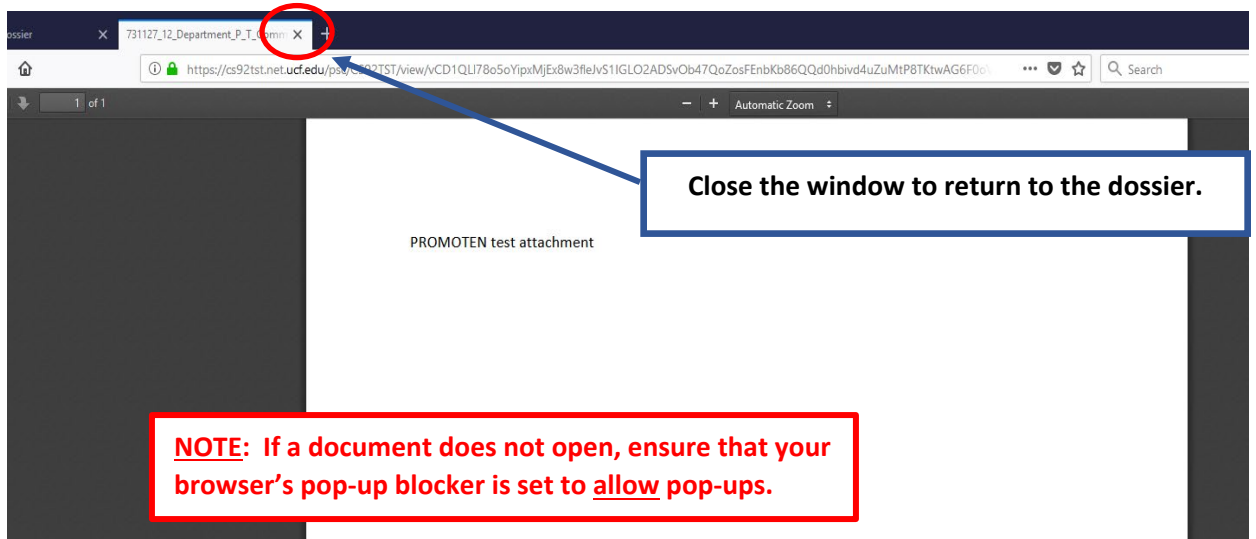 ossier
731127_12_Department_P_T_Comm
https://cs92tst.net.ucf.edu/psc/CS92TST/view/
Search
1 of 1
Automatic Zoom
Close the window to return to the dossier.
PROMOTEN test attachment
NOTE: If a document does not open, ensure that your
browser's pop-up blocker is set to allow pop-ups.